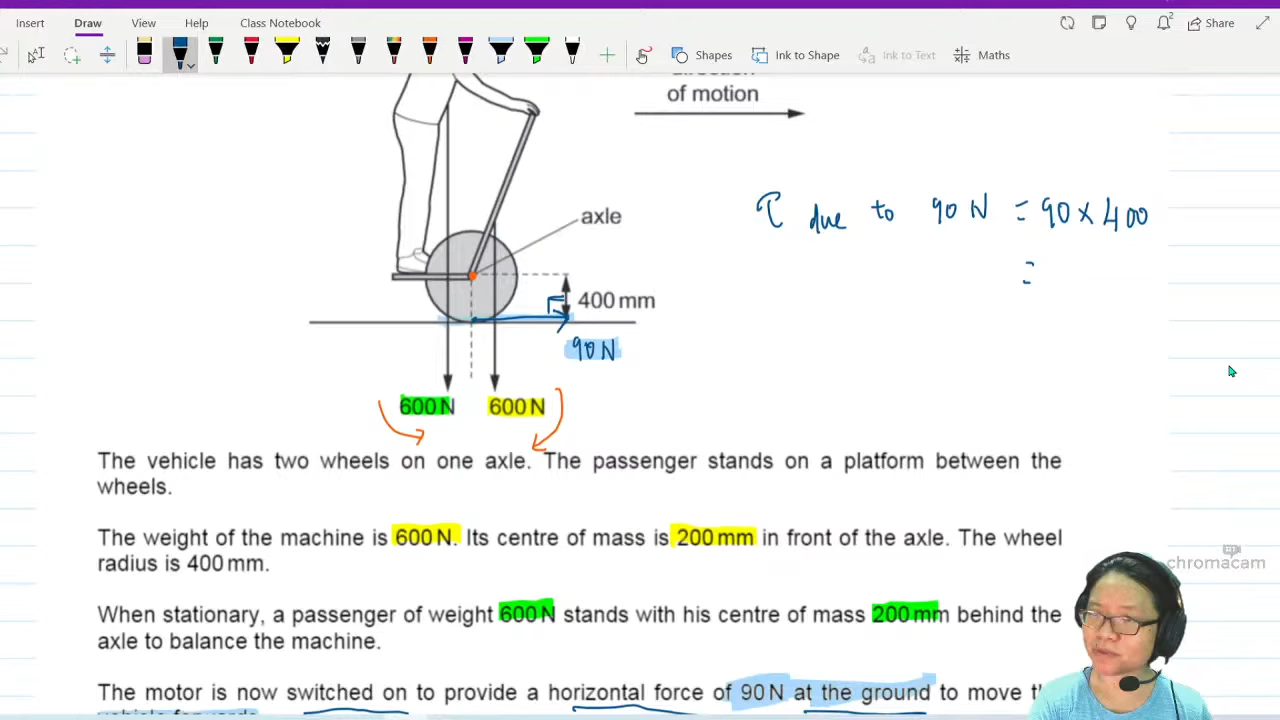 Insert Draw View Help Class Notebook Share
Shapes Ink to Shape Ink to Text Maths
direction
of motion
τ due to 90 N = 90 × 400
=
axle
400 mm
90 N
600 N 600 N
The vehicle has two wheels on one axle. The passenger stands on a platform between the
wheels.
The weight of the machine is 600 N. Its centre of mass is 200 mm in front of the axle. The wheel
radius is 400 mm.
chromacam
When stationary, a passenger of weight 600 N stands with his centre of mass 200 mm behind the
axle to balance the machine.
The motor is now switched on to provide a horizontal force of 90 N at the ground to move
vehicle forwards